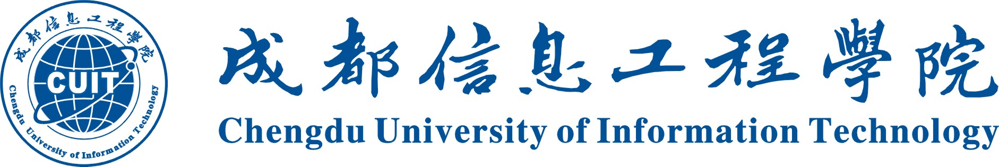 成都信息工程學院
CUIT
Chengdu University of Information Technology
成都信息工程學院
Chengdu University of Information Technology